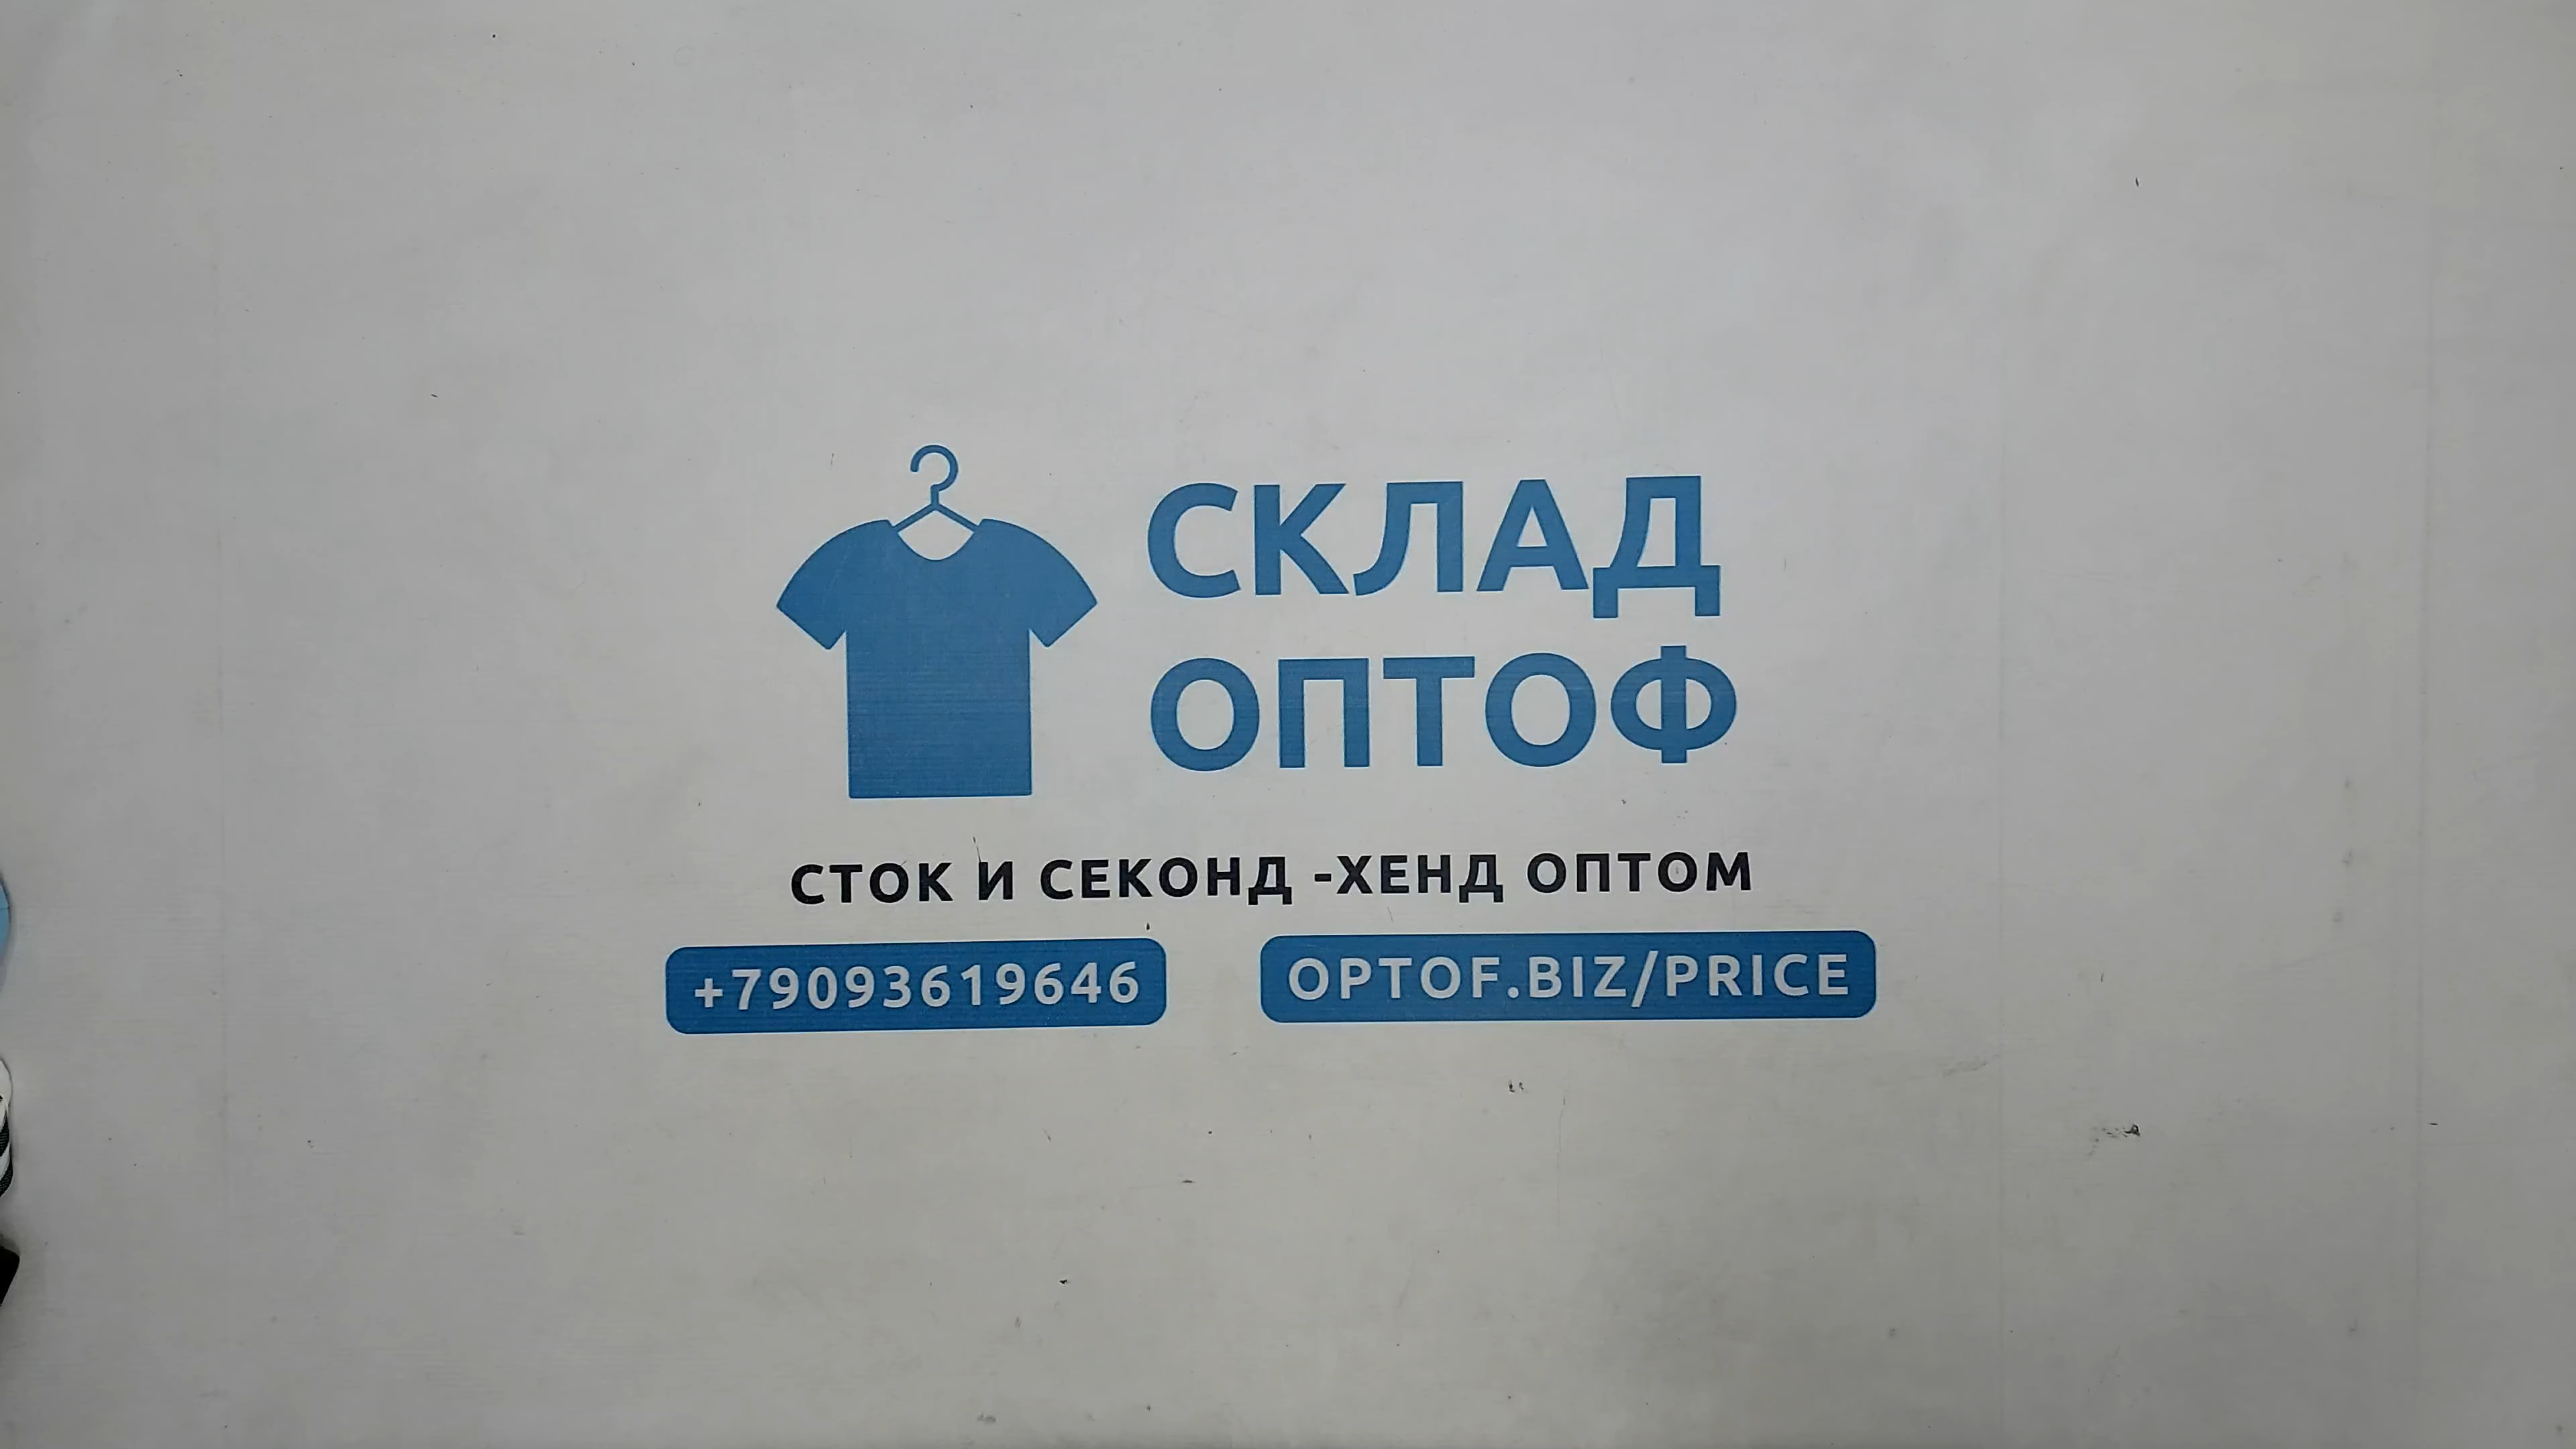 СКЛАД
ОПТОФ
СТОК И СЕКОНД -ХЕНД ОПТОМ
+79093619646
OPTOF.BIZ/PRICE